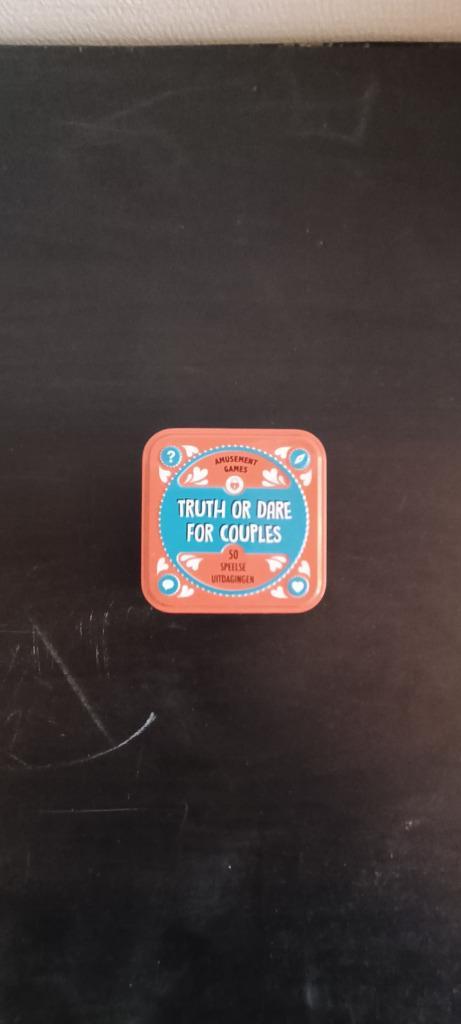 ?
AMUSEMENT
GAMES
TRUTH OR DARE
FOR COUPLES
50
SPEELSE
UITDAGINGEN